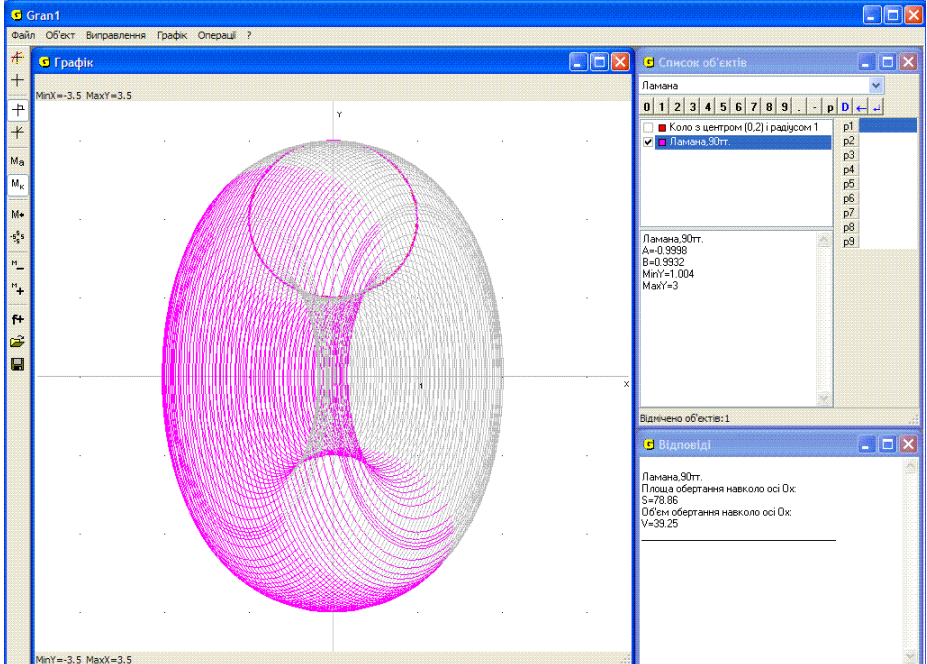 Gran1
Файл Об'єкт Виправлення Графік Операції ?
Графік
MinX=-3.5 MaxY=3.5
Y
X
1
MinY=-3.5 MaxX=3.5
Mа
Mк
M+
M
M
f+
Список об'єктів
Ламана
0 1 2 3 4 5 6 7 8 9 . - p D ← ↲
Коло з центром (0,2) і радіусом 1
Ламана,90тт.
p1
p2
p3
p4
p5
p6
p7
p8
p9
Ламана,90тт.
A=-0.9998
B=0.9932
MinY=1.004
MaxY=3
Відмічено об'єктів:1
Відповіді
Ламана,90тт.
Площа обертання навколо осі Ox:
S=78.86
Об'єм обертання навколо осі Ox:
V=39.25